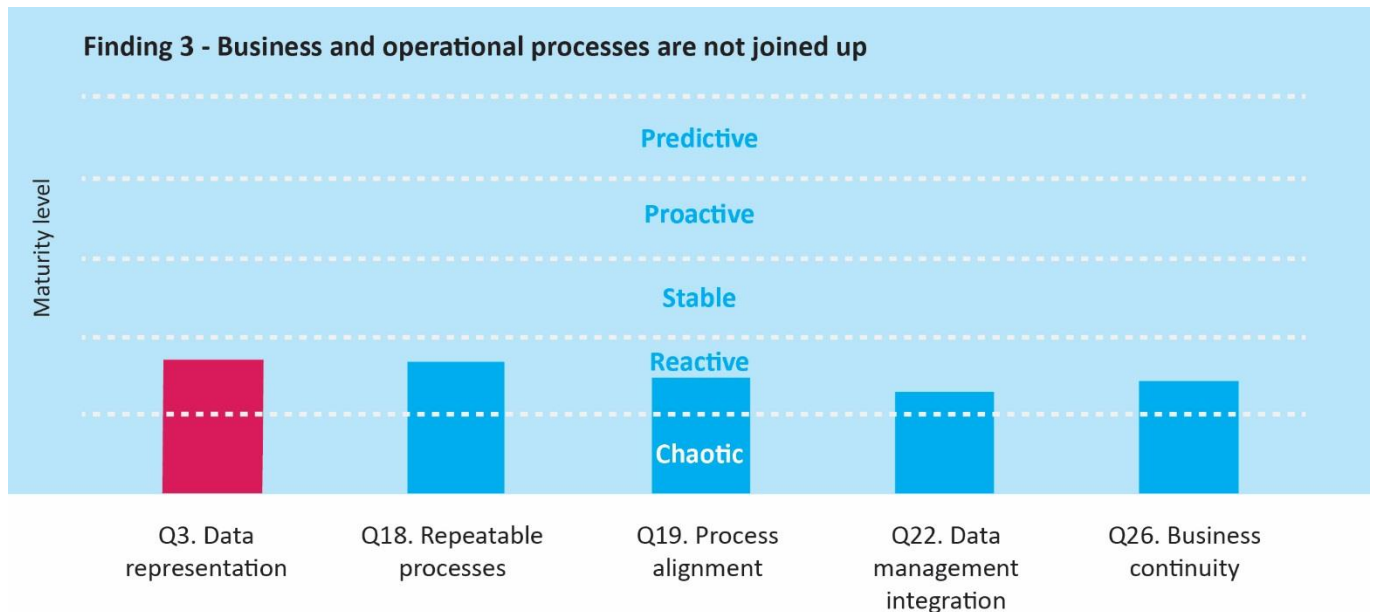 Finding 3 - Business and operational processes are not joined up
Maturity level
Predictive
Proactive
Stable
Reactive
Chaotic
Q3. Data
representation
Q18. Repeatable
processes
Q19. Process
alignment
Q22. Data
management
integration
Q26. Business
continuity